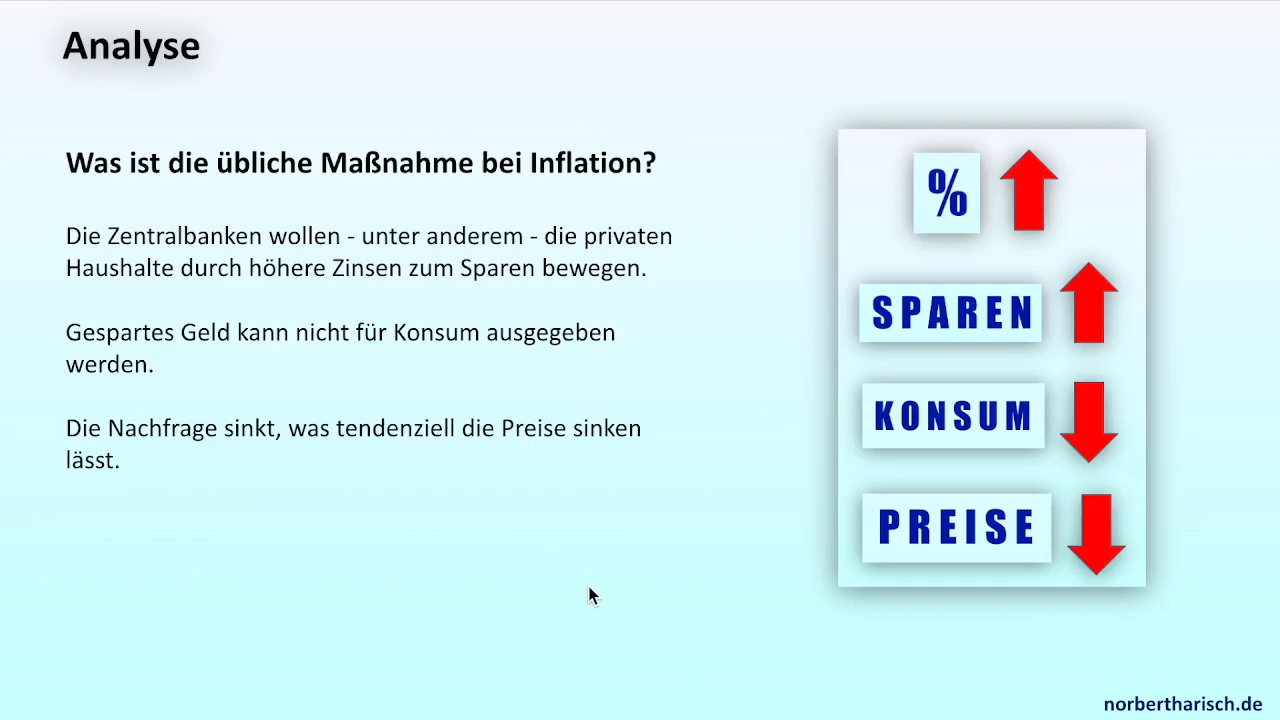 Analyse
Was ist die übliche Maßnahme bei Inflation?
Die Zentralbanken wollen - unter anderem - die privaten
Haushalte durch höhere Zinsen zum Sparen bewegen.
Gespartes Geld kann nicht für Konsum ausgegeben
werden.
Die Nachfrage sinkt, was tendenziell die Preise sinken
lässt.
%
SPAREN
KONSUM
PREISE
norbertharisch.de